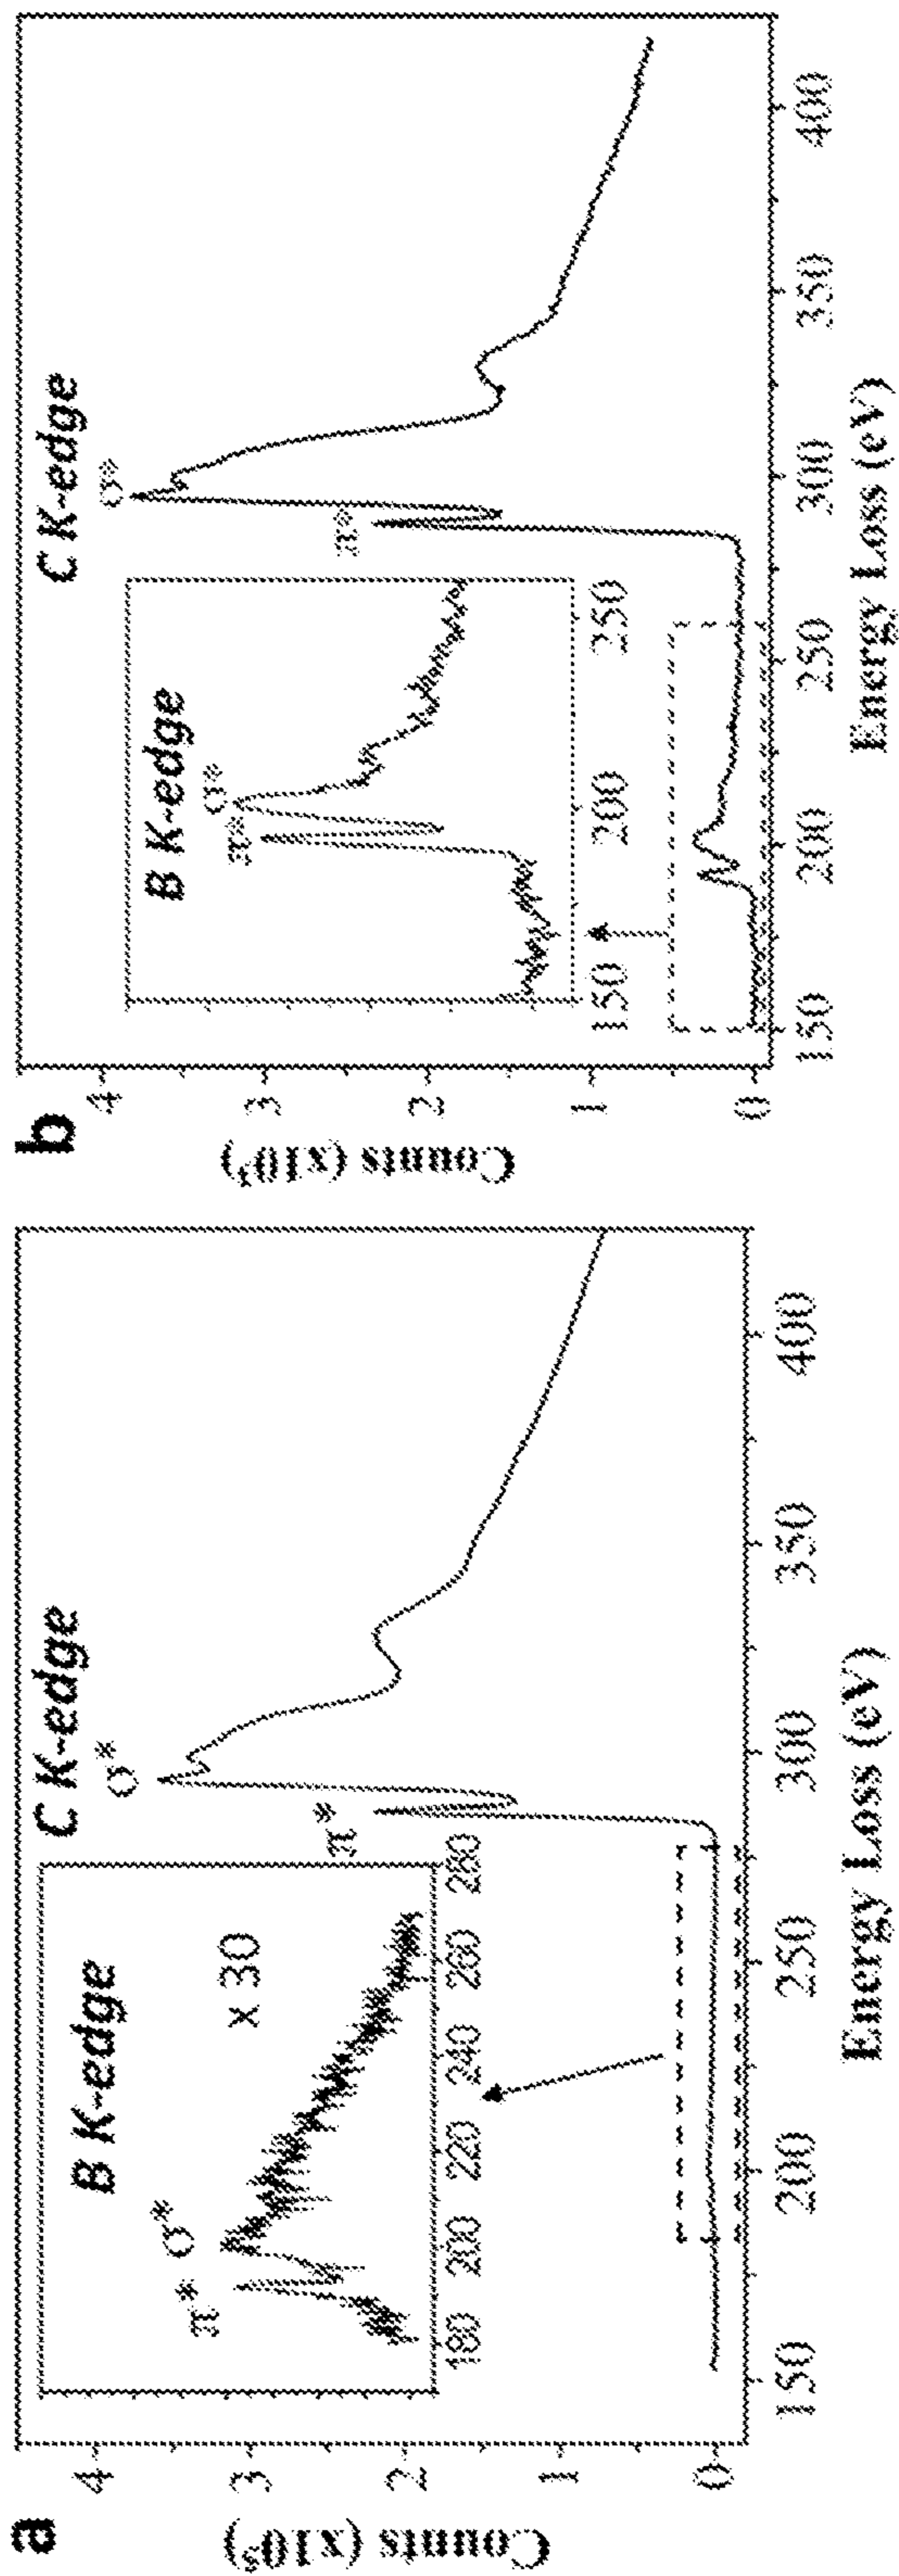 a
Counts (x10⁵)
4
3
2
1
0
C K-edge
σ*
π*
B K-edge
π* σ*
x 30
180 200 220 240 260 280
150 200 250 300 350 400
Energy Loss (eV)
b
4
3
2
1
0
C K-edge
σ*
π*
B K-edge
π* σ*
150 200 250
150 200 250 300 350 400
Energy Loss (eV)